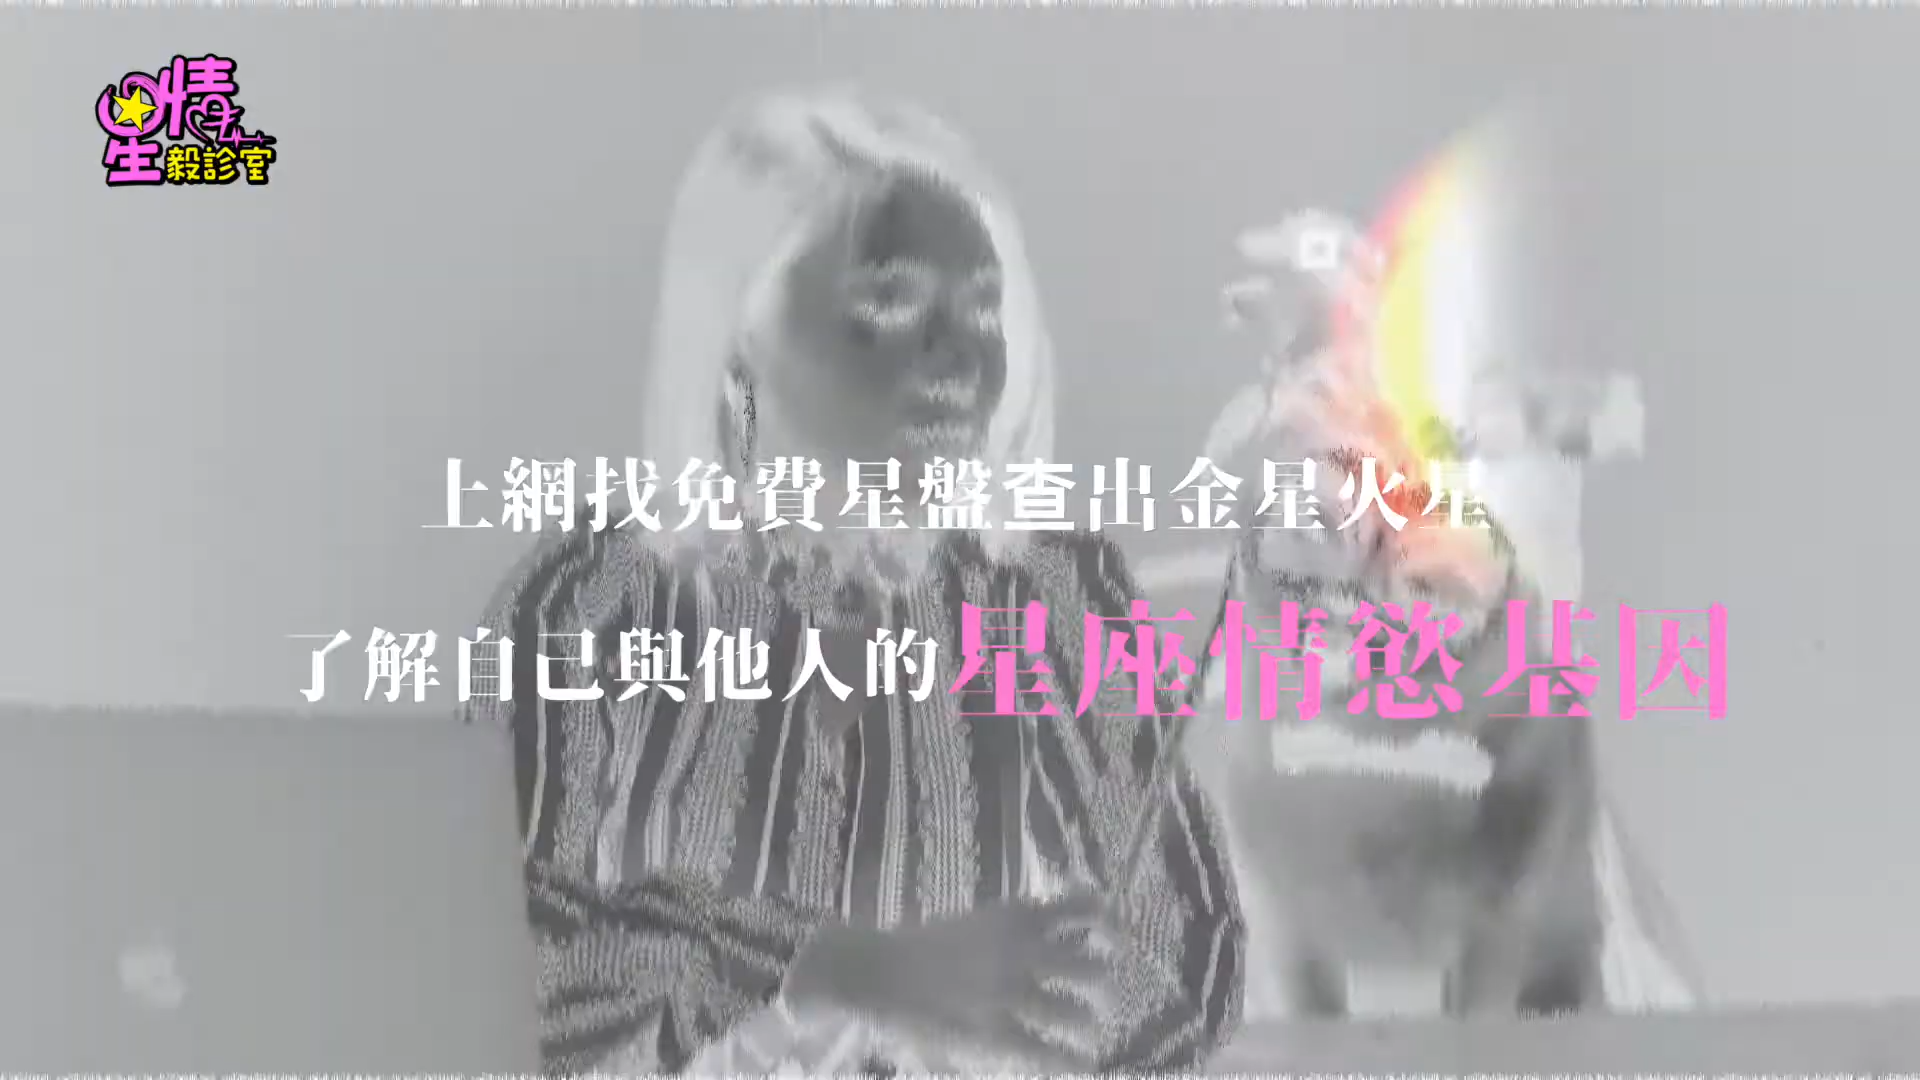 星情
毅診室
上網找免費星盤查出金星火星
了解自己與他人的星座情慾基因